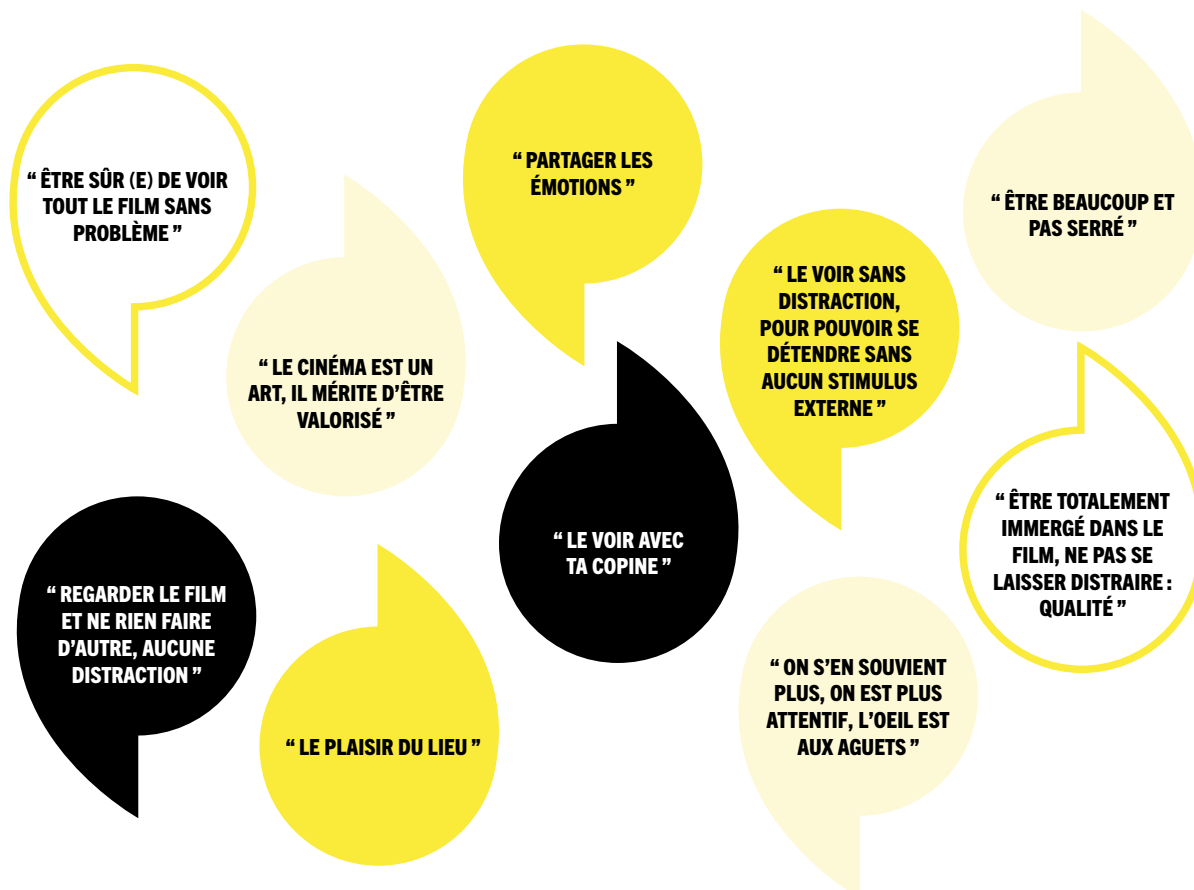 “ ÊTRE SÛR (E) DE VOIR
TOUT LE FILM SANS
PROBLÈME ”
“ PARTAGER LES
ÉMOTIONS ”
“ ÊTRE BEAUCOUP ET
PAS SERRÉ ”
“ LE CINÉMA EST UN
ART, IL MÉRITE D’ÊTRE
VALORISÉ ”
“ LE VOIR SANS
DISTRACTION,
POUR POUVOIR SE
DÉTENDRE SANS
AUCUN STIMULUS
EXTERNE ”
“ REGARDER LE FILM
ET NE RIEN FAIRE
D’AUTRE, AUCUNE
DISTRACTION ”
“ LE VOIR AVEC
TA COPINE ”
“ ÊTRE TOTALEMENT
IMMERGÉ DANS LE
FILM, NE PAS SE
LAISSER DISTRAIRE :
QUALITÉ ”
“ LE PLAISIR DU LIEU ”
“ ON S’EN SOUVIENT
PLUS, ON EST PLUS
ATTENTIF, L’OEIL EST
AUX AGUETS ”